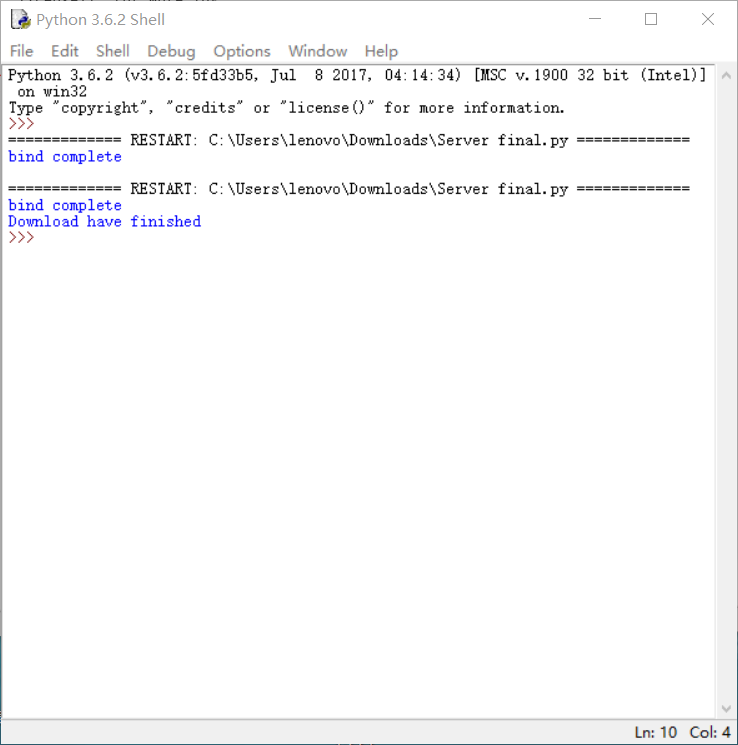 Python 3.6.2 Shell
File Edit Shell Debug Options Window Help
Python 3.6.2 (v3.6.2:5fd33b5, Jul  8 2017, 04:14:34) [MSC v.1900 32 bit (Intel)]
 on win32
Type "copyright", "credits" or "license()" for more information.
>>>
============= RESTART: C:\Users\lenovo\Downloads\Server final.py =============
bind complete
============= RESTART: C:\Users\lenovo\Downloads\Server final.py =============
bind complete
Download have finished
>>>
Ln: 10 Col: 4